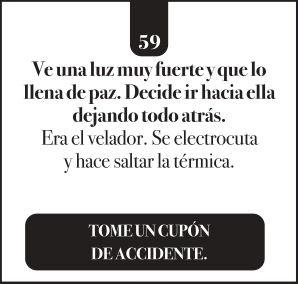 59
Ve una luz muy fuerte y que lo
llena de paz. Decide ir hacia ella
dejando todo atrás.
Era el velador. Se electrocuta
y hace saltar la térmica.
TOME UN CUPÓN
DE ACCIDENTE.